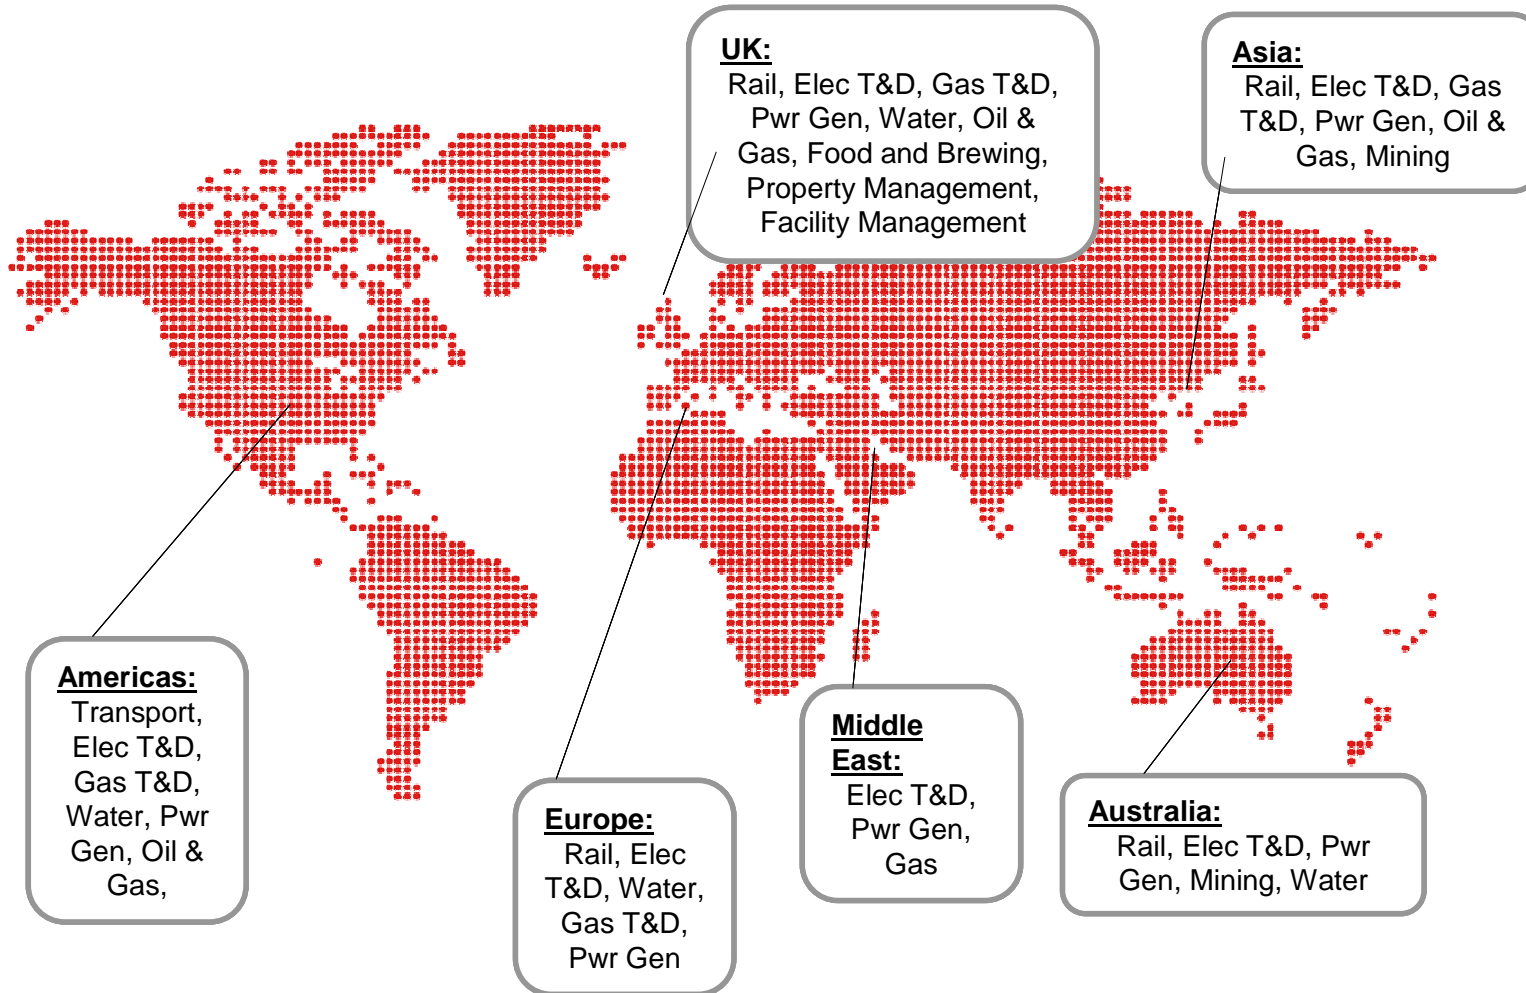 UK:
Rail, Elec T&D, Gas T&D,
Pwr Gen, Water, Oil &
Gas, Food and Brewing,
Property Management,
Facility Management
Asia:
Rail, Elec T&D, Gas
T&D, Pwr Gen, Oil &
Gas, Mining
Americas:
Transport,
Elec T&D,
Gas T&D,
Water, Pwr
Gen, Oil &
Gas,
Europe:
Rail, Elec
T&D, Water,
Gas T&D,
Pwr Gen
Middle
East:
Elec T&D,
Pwr Gen,
Gas
Australia:
Rail, Elec T&D, Pwr
Gen, Mining, Water